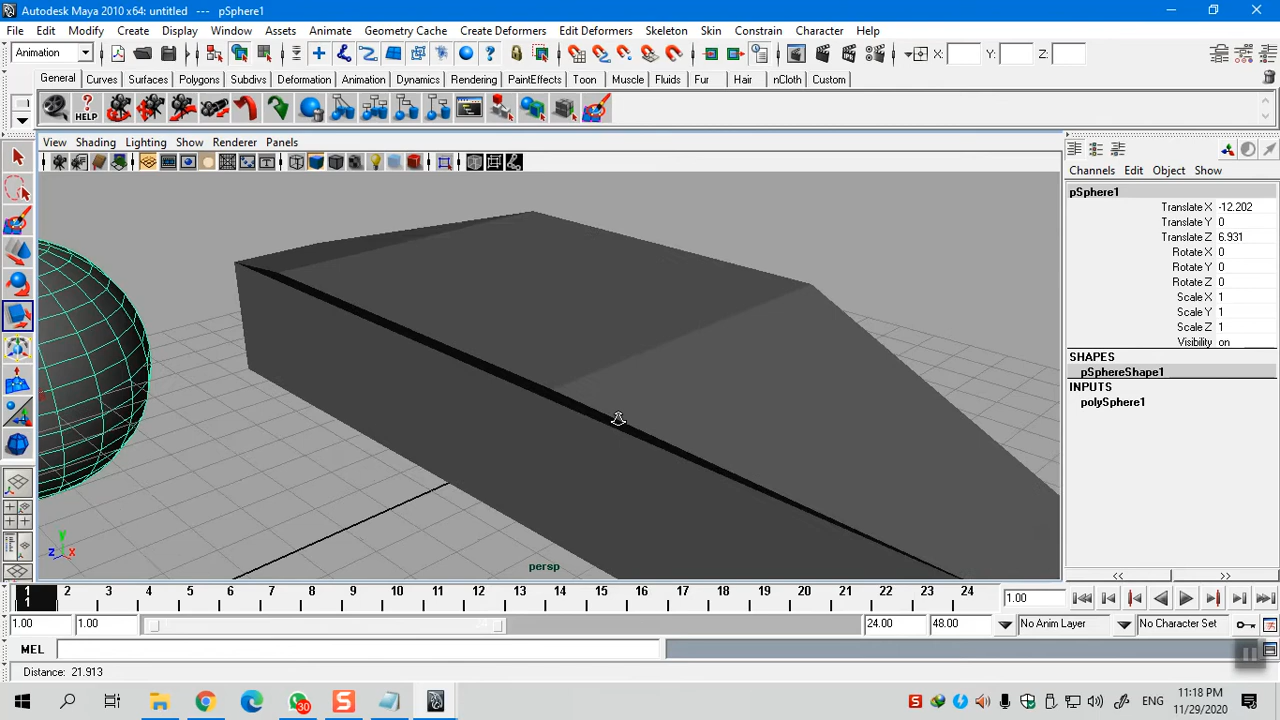 Autodesk Maya 2010 x64: untitled --- pSphere1
File Edit Modify Create Display Window Assets Animate Geometry Cache Create Deformers Edit Deformers Skeleton Skin Constrain Character Help
Animation X: Y: Z:
General Curves Surfaces Polygons Subdivs Deformation Animation Dynamics Rendering PaintEffects Toon Muscle Fluids Fur Hair nCloth Custom
HELP
View Shading Lighting Show Renderer Panels
Channels Edit Object Show
pSphere1
Translate X -12.202
Translate Y 0
Translate Z 6.931
Rotate X 0
Rotate Y 0
Rotate Z 0
Scale X 1
Scale Y 1
Scale Z 1
Visibility on
SHAPES
pSphereShape1
INPUTS
polySphere1
y
z x
persp
<< >>
1 2 3 4 5 6 7 8 9 10 11 12 13 14 15 16 17 18 19 20 21 22 23 24
1
1.00
1.00 1.00 24.00 48.00 No Anim Layer No Character Set
MEL
Distance: 21.913
30
S
S
ENG
11:18 PM
11/29/2020